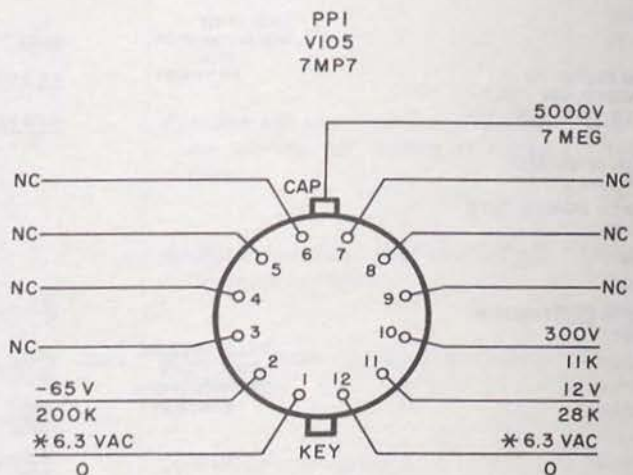 PPI
V105
7MP7
5000V
7 MEG
CAP
NC
NC
6
7
NC
NC
5
8
NC
NC
4
9
NC
3
10
300V
11K
2
11
-65 V
200K
1
12
12 V
28K
* 6.3 VAC
0
KEY
* 6.3 VAC
0